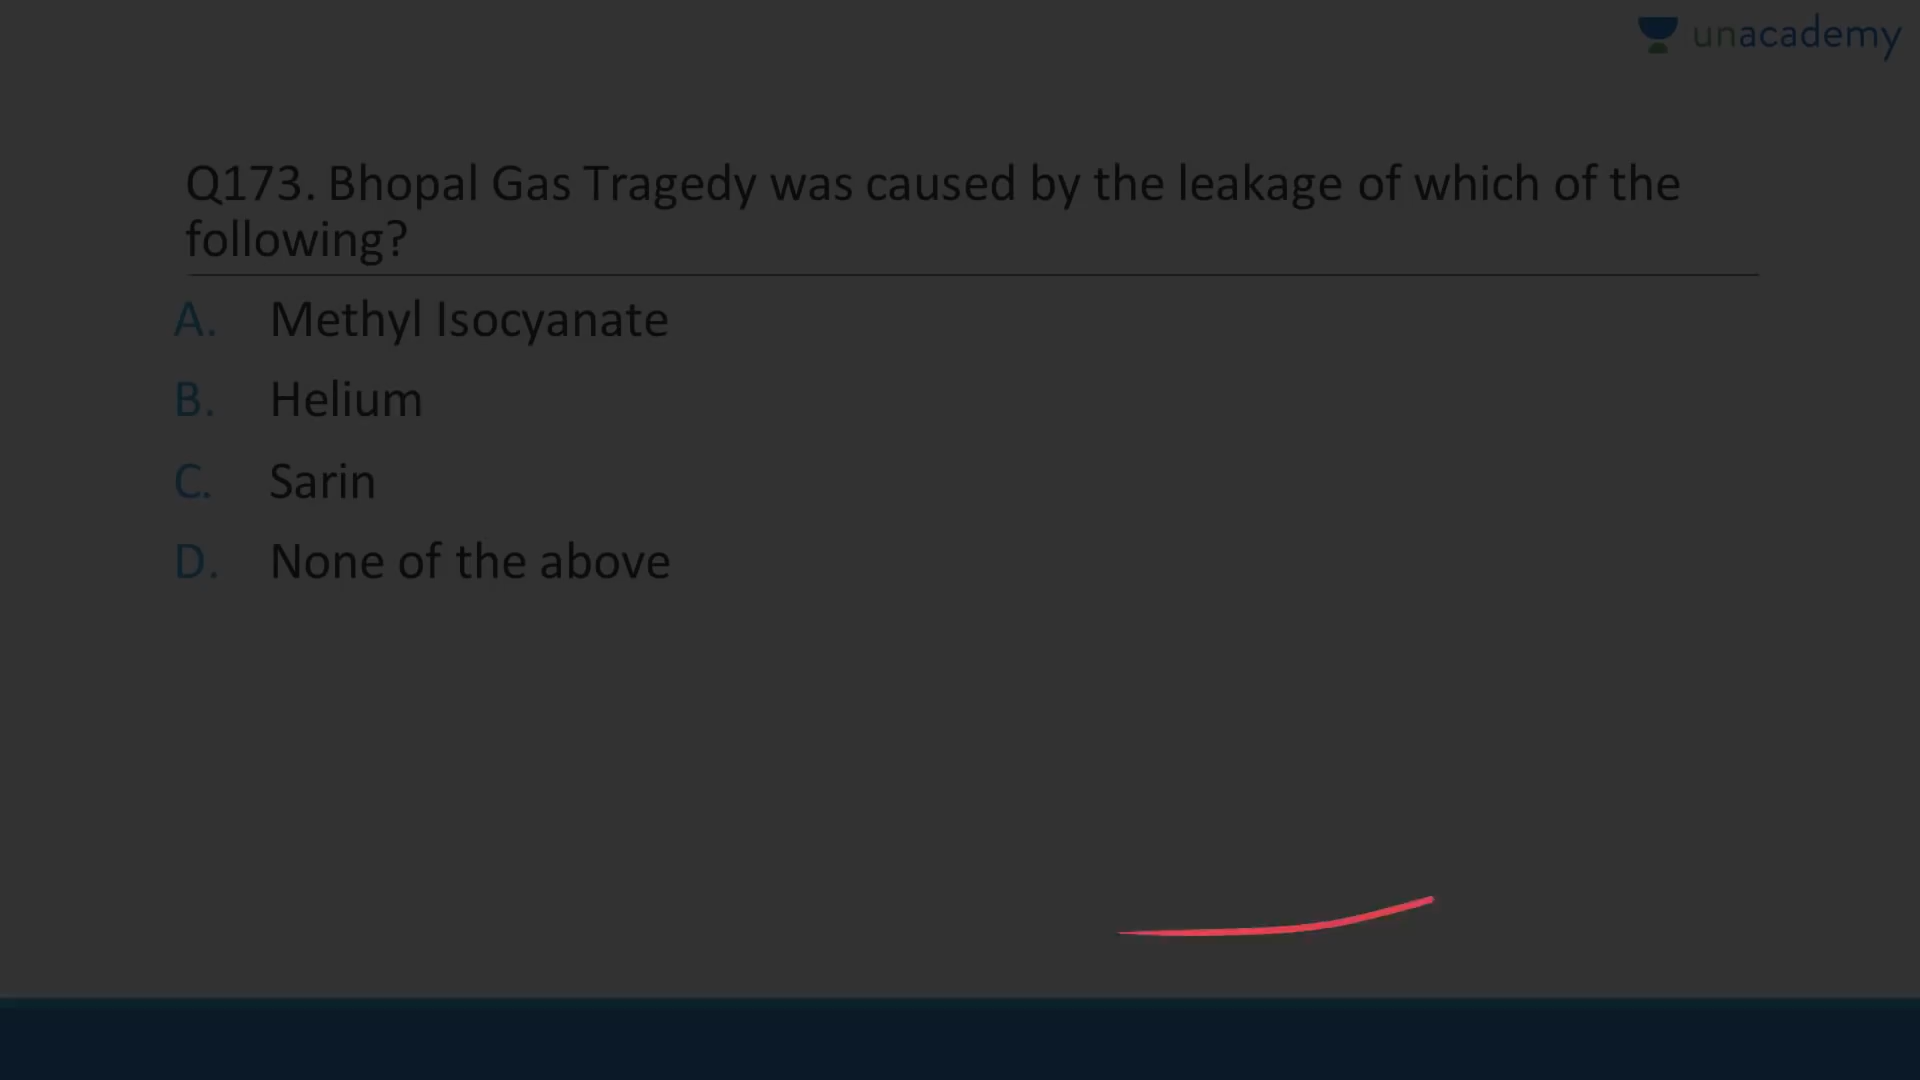 unacademy
Q173. Bhopal Gas Tragedy was caused by the leakage of which of the
following?
A. Methyl Isocyanate
B. Helium
C. Sarin
D. None of the above